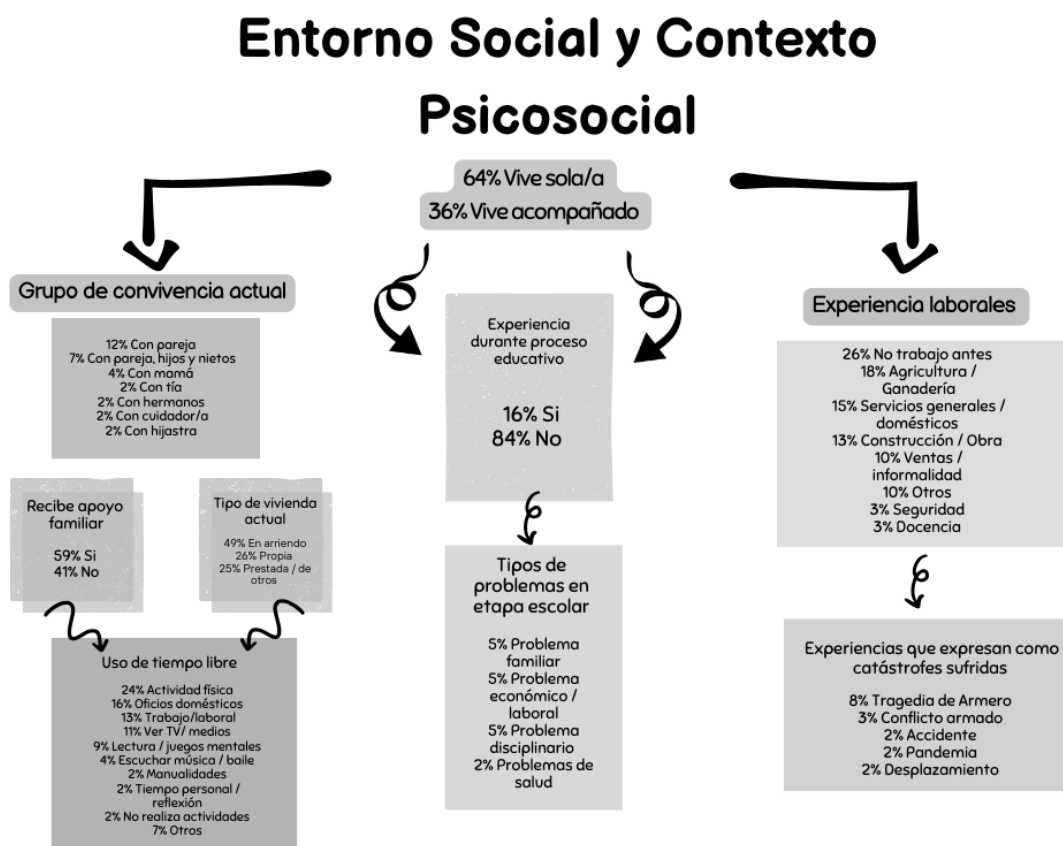 Entorno Social y Contexto
Psicosocial
64% Vive sola/a
36% Vive acompañado
Grupo de convivencia actual
12% Con pareja
7% Con pareja, hijos y nietos
4% Con mamá
2% Con tía
2% Con hermanos
2% Con cuidador/a
2% Con hijastra
Recibe apoyo
familiar
59% Si
41% No
Tipo de vivienda
actual
49% En arriendo
26% Propia
25% Prestada / de
otros
Uso de tiempo libre
24% Actividad física
16% Oficios domésticos
13% Trabajo/laboral
11% Ver TV/ medios
9% Lectura / juegos mentales
4% Escuchar música / baile
2% Manualidades
2% Tiempo personal /
reflexión
2% No realiza actividades
7% Otros
Experiencia
durante proceso
educativo
16% Si
84% No
Tipos de
problemas en
etapa escolar
5% Problema
familiar
5% Problema
económico /
laboral
5% Problema
disciplinario
2% Problemas de
salud
Experiencia laborales
26% No trabajo antes
18% Agricultura /
Ganadería
15% Servicios generales /
domésticos
13% Construcción / Obra
10% Ventas /
informalidad
10% Otros
3% Seguridad
3% Docencia
Experiencias que expresan como
catástrofes sufridas
8% Tragedia de Armero
3% Conflicto armado
2% Accidente
2% Pandemia
2% Desplazamiento